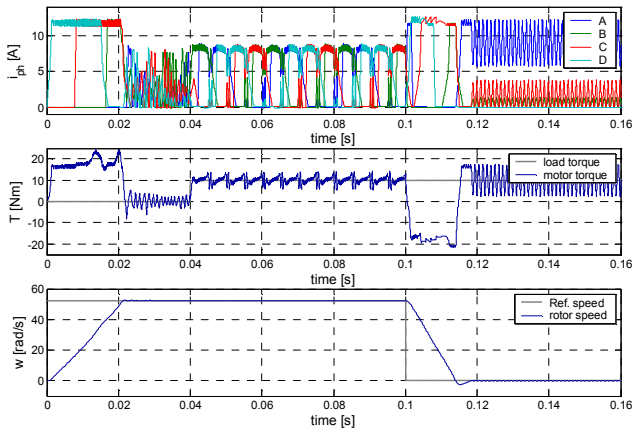 10
5
0
i_ph [A]
A
B
C
D
0 0.02 0.04 0.06 0.08 0.1 0.12 0.14 0.16
time [s]
20
10
0
-10
-20
T [Nm]
load torque
motor torque
0 0.02 0.04 0.06 0.08 0.1 0.12 0.14 0.16
time [s]
60
40
20
0
w [rad/s]
Ref. speed
rotor speed
0 0.02 0.04 0.06 0.08 0.1 0.12 0.14 0.16
time [s]